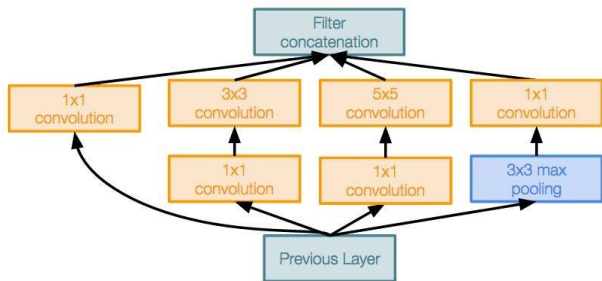 Filter
concatenation
1x1
convolution
3x3
convolution
5x5
convolution
1x1
convolution
1x1
convolution
1x1
convolution
3x3 max
pooling
Previous Layer